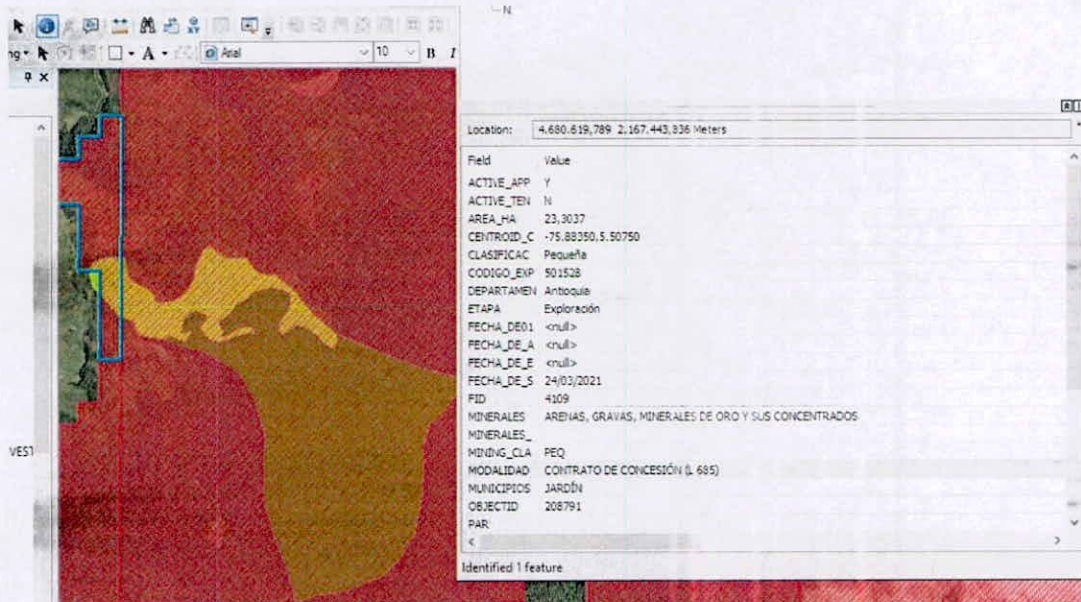 N
XY
Arial 10 B I
VEST
Location: 4.680.619,789 2.167.443,336 Meters
Field Value
ACTIVE_APP Y
ACTIVE_TEN N
AREA_HA 23,3037
CENTROID_C -75.88350,5.50750
CLASIFICAC Pequeña
CODIGO_EXP 501528
DEPARTAMEN Antioquia
ETAPA Exploración
FECHA_DE01 <null>
FECHA_DE_A <null>
FECHA_DE_E <null>
FECHA_DE_S 24/03/2021
FID 4109
MINERALES ARENAS, GRAVAS, MINERALES DE ORO Y SUS CONCENTRADOS
MINERALES_
MINING_CLA PEQ
MODALIDAD CONTRATO DE CONCESIÓN (L 685)
MUNICIPIOS JARDÍN
OBJECTID 208791
PAR
Identified 1 feature